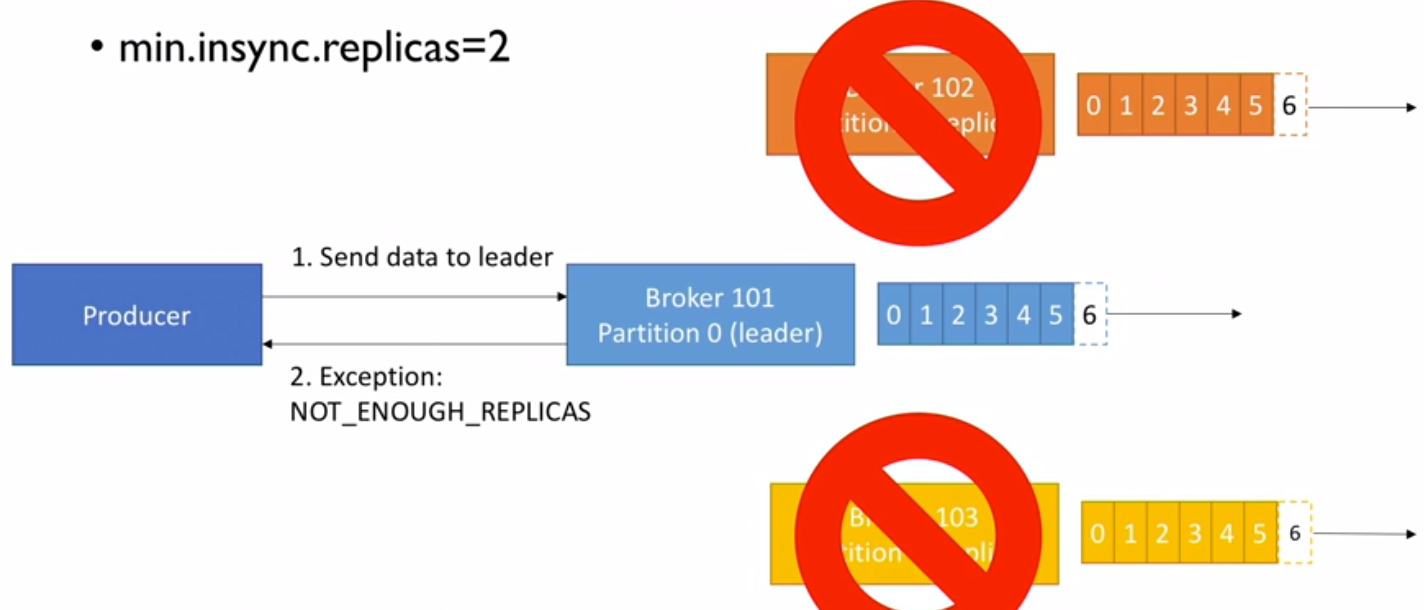 • min.insync.replicas=2
102
0 1 2 3 4 5 6
1. Send data to leader
Producer
Broker 101
Partition 0 (leader)
0 1 2 3 4 5 6
2. Exception:
NOT_ENOUGH_REPLICAS
103
0 1 2 3 4 5 6